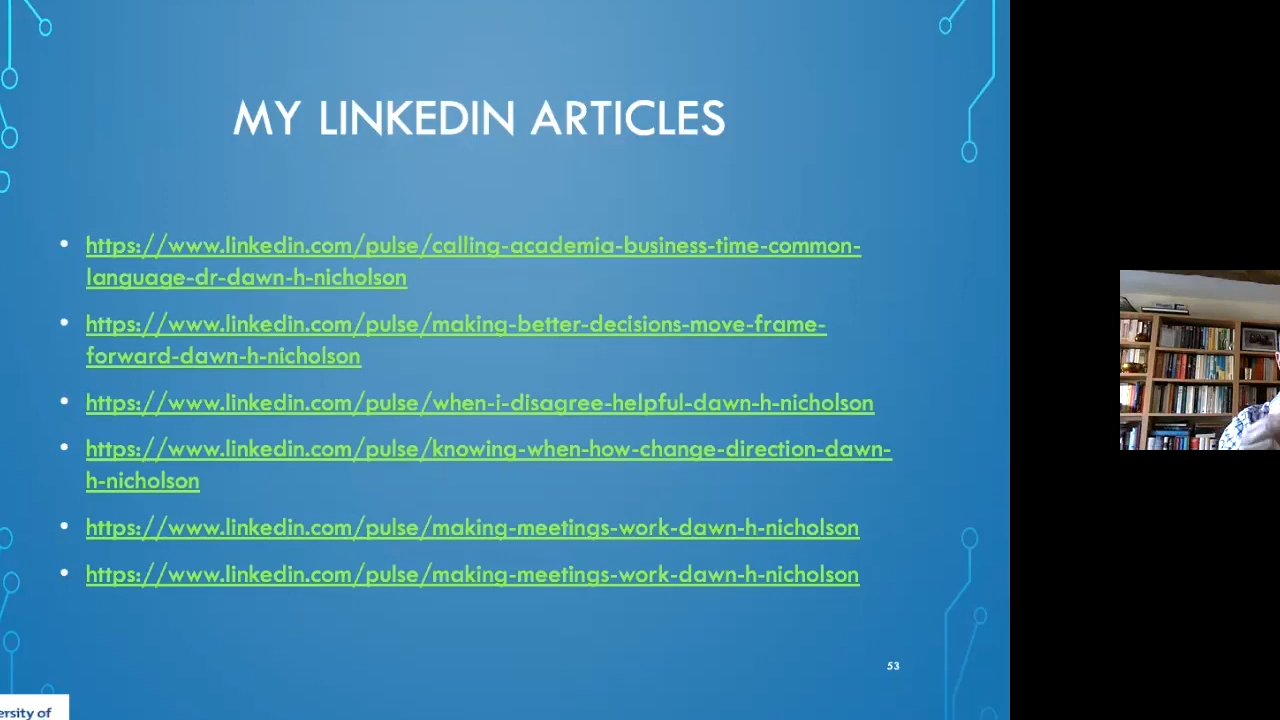 MY LINKEDIN ARTICLES
• https://www.linkedin.com/pulse/calling-academia-business-time-common-
language-dr-dawn-h-nicholson
• https://www.linkedin.com/pulse/making-better-decisions-move-frame-
forward-dawn-h-nicholson
• https://www.linkedin.com/pulse/when-i-disagree-helpful-dawn-h-nicholson
• https://www.linkedin.com/pulse/knowing-when-how-change-direction-dawn-
h-nicholson
• https://www.linkedin.com/pulse/making-meetings-work-dawn-h-nicholson
• https://www.linkedin.com/pulse/making-meetings-work-dawn-h-nicholson
53
ersity of